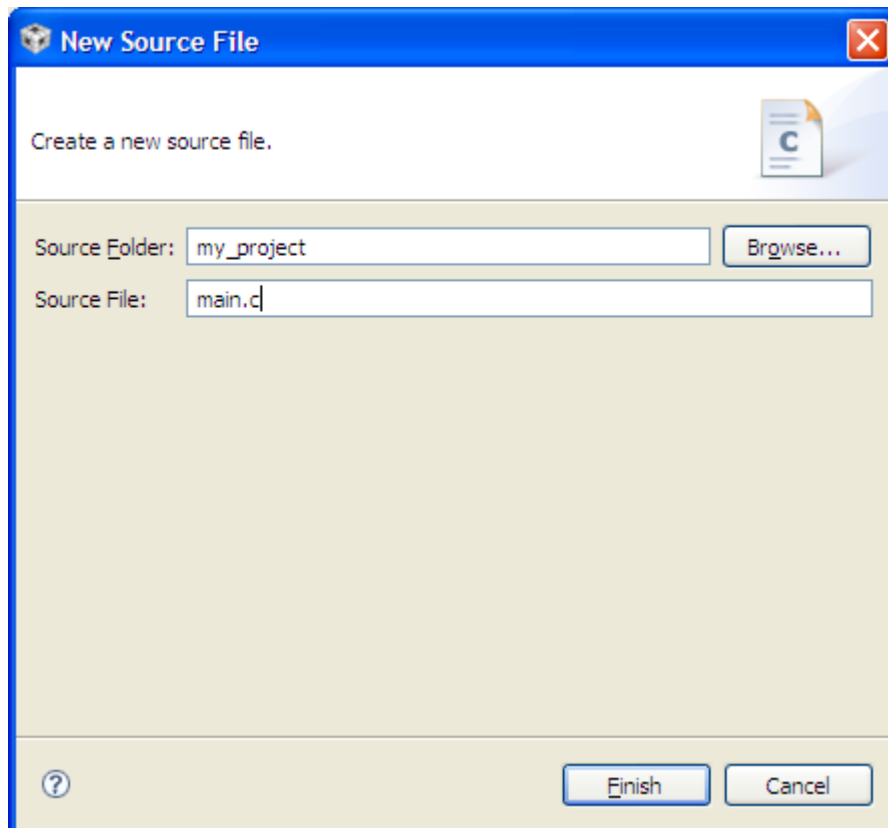 New Source File
Create a new source file.
C
Source Folder: my_project Browse...
Source File: main.c
? Finish Cancel